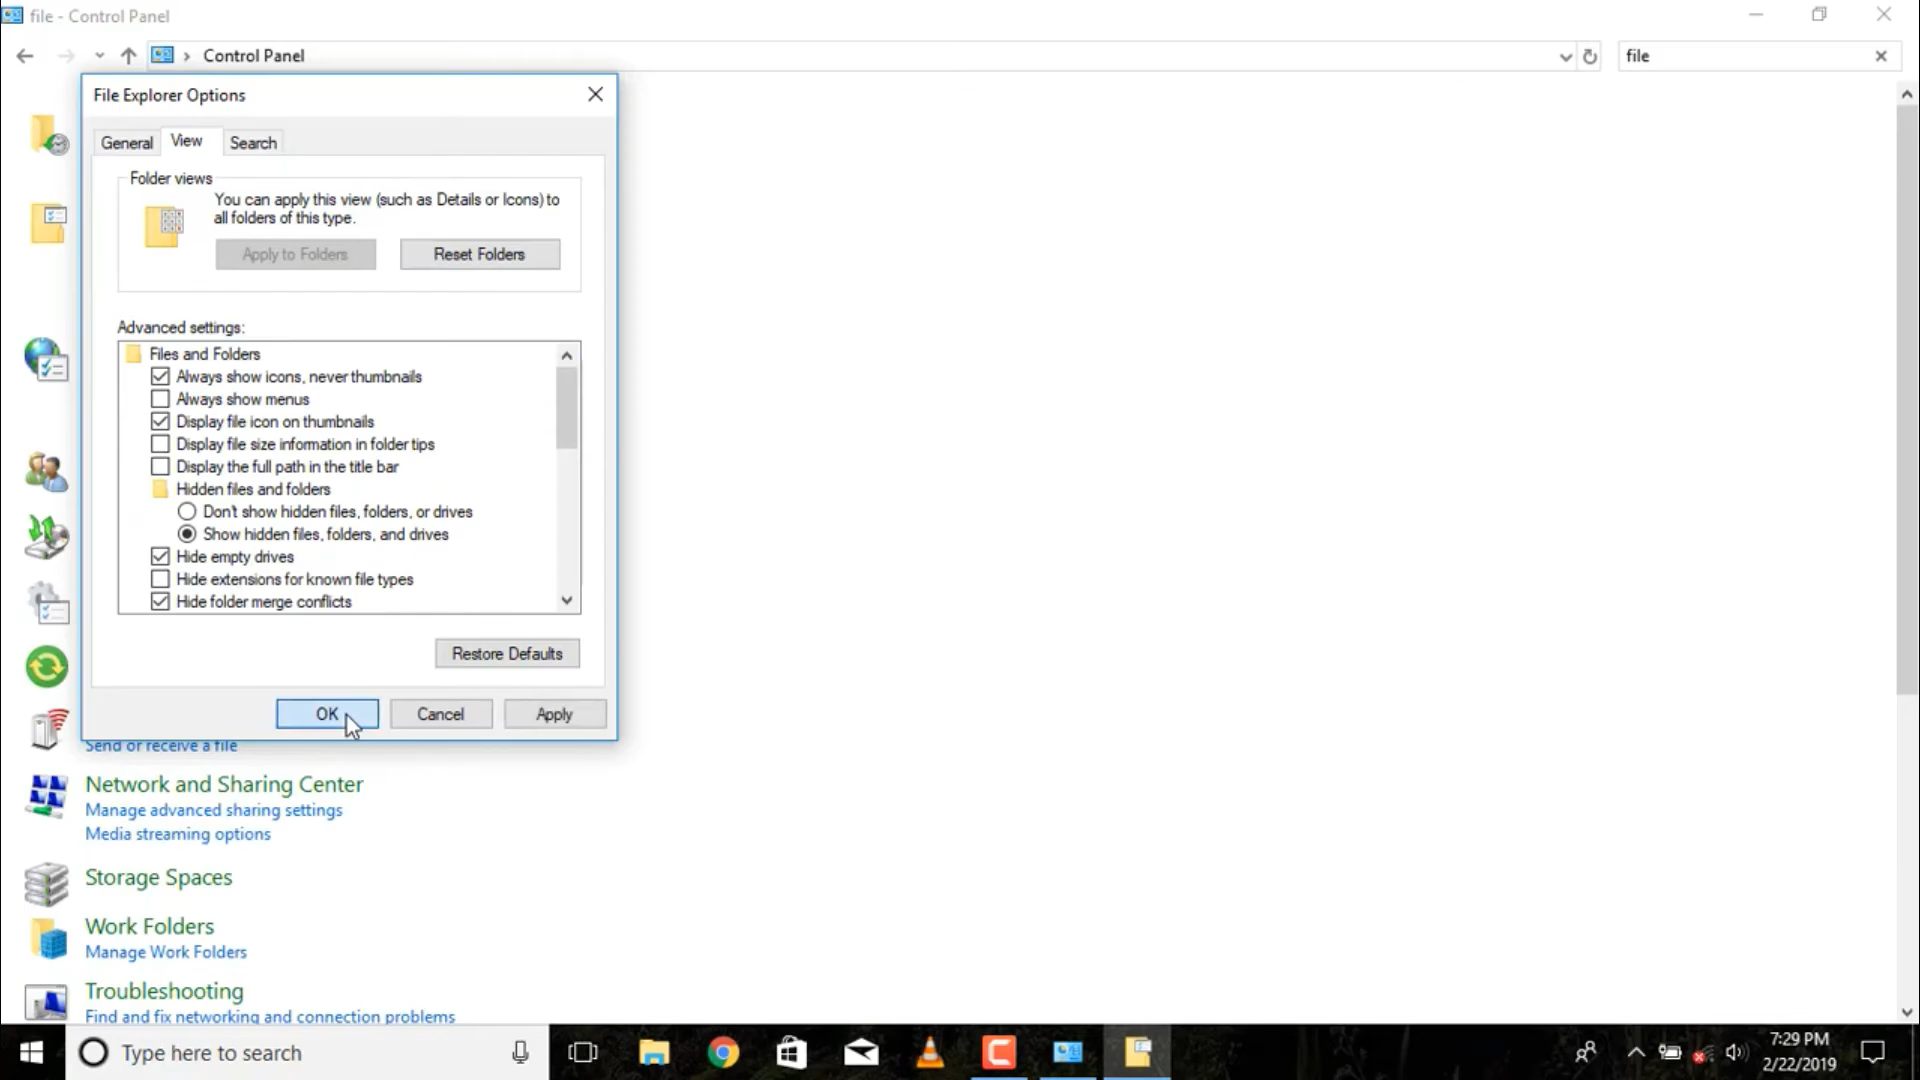 file - Control Panel
Control Panel
file
File Explorer Options
General
View
Search
Folder views
You can apply this view (such as Details or Icons) to
all folders of this type.
Apply to Folders
Reset Folders
Advanced settings:
Files and Folders
Always show icons, never thumbnails
Always show menus
Display file icon on thumbnails
Display file size information in folder tips
Display the full path in the title bar
Hidden files and folders
Don't show hidden files, folders, or drives
Show hidden files, folders, and drives
Hide empty drives
Hide extensions for known file types
Hide folder merge conflicts
Restore Defaults
OK
Cancel
Apply
Send or receive a file
Network and Sharing Center
Manage advanced sharing settings
Media streaming options
Storage Spaces
Work Folders
Manage Work Folders
Troubleshooting
Find and fix networking and connection problems
Type here to search
7:29 PM
2/22/2019